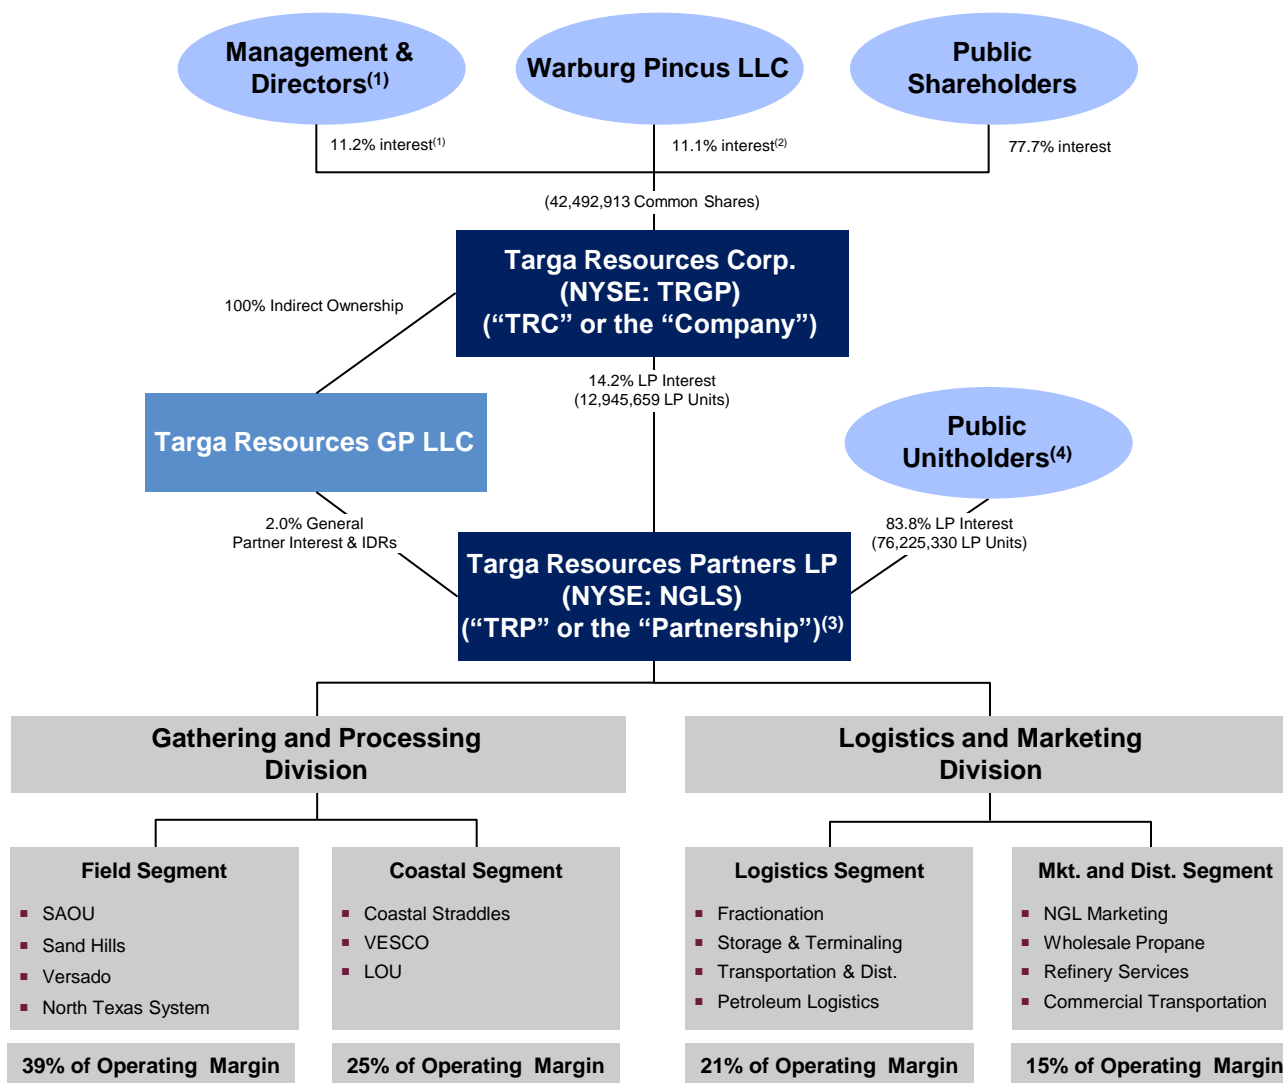 Management &
Directors(1)
Warburg Pincus LLC
Public
Shareholders
11.2% interest(1)
11.1% interest(2)
77.7% interest
(42,492,913 Common Shares)
Targa Resources Corp.
(NYSE: TRGP)
(“TRC” or the “Company”)
100% Indirect Ownership
14.2% LP Interest
(12,945,659 LP Units)
Targa Resources GP LLC
Public
Unitholders(4)
2.0% General
Partner Interest & IDRs
83.8% LP Interest
(76,225,330 LP Units)
Targa Resources Partners LP
(NYSE: NGLS)
(“TRP” or the “Partnership”)(3)
Gathering and Processing
Division
Logistics and Marketing
Division
Field Segment
SAOU
Sand Hills
Versado
North Texas System
Coastal Segment
Coastal Straddles
VESCO
LOU
Logistics Segment
Fractionation
Storage & Terminaling
Transportation & Dist.
Petroleum Logistics
Mkt. and Dist. Segment
NGL Marketing
Wholesale Propane
Refinery Services
Commercial Transportation
39% of Operating Margin
25% of Operating Margin
21% of Operating Margin
15% of Operating Margin